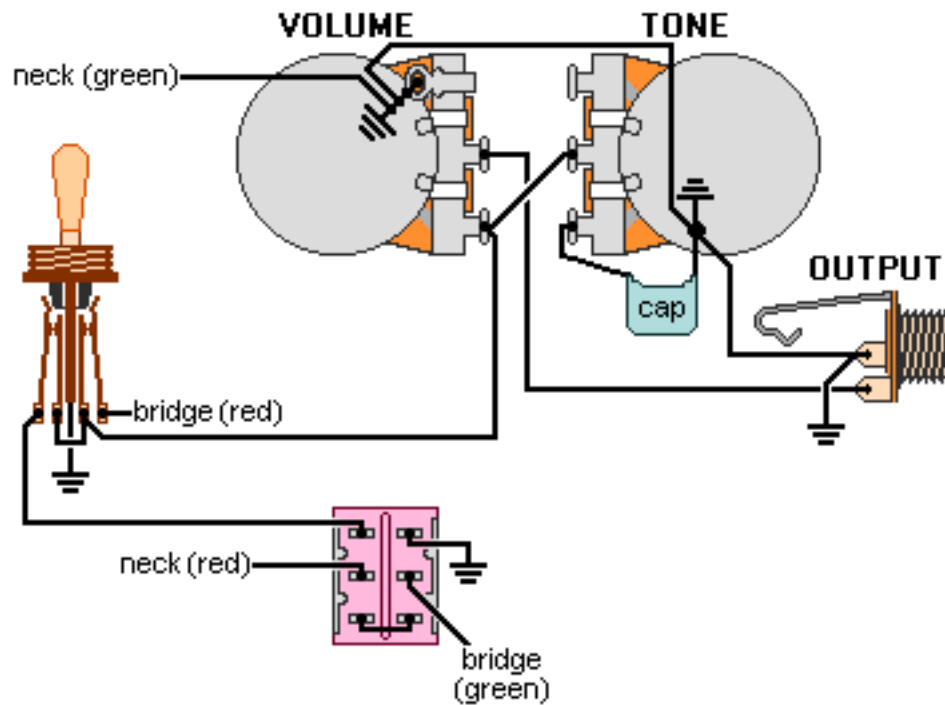 VOLUME
TONE
neck (green)
OUTPUT
cap
bridge (red)
neck (red)
bridge
(green)